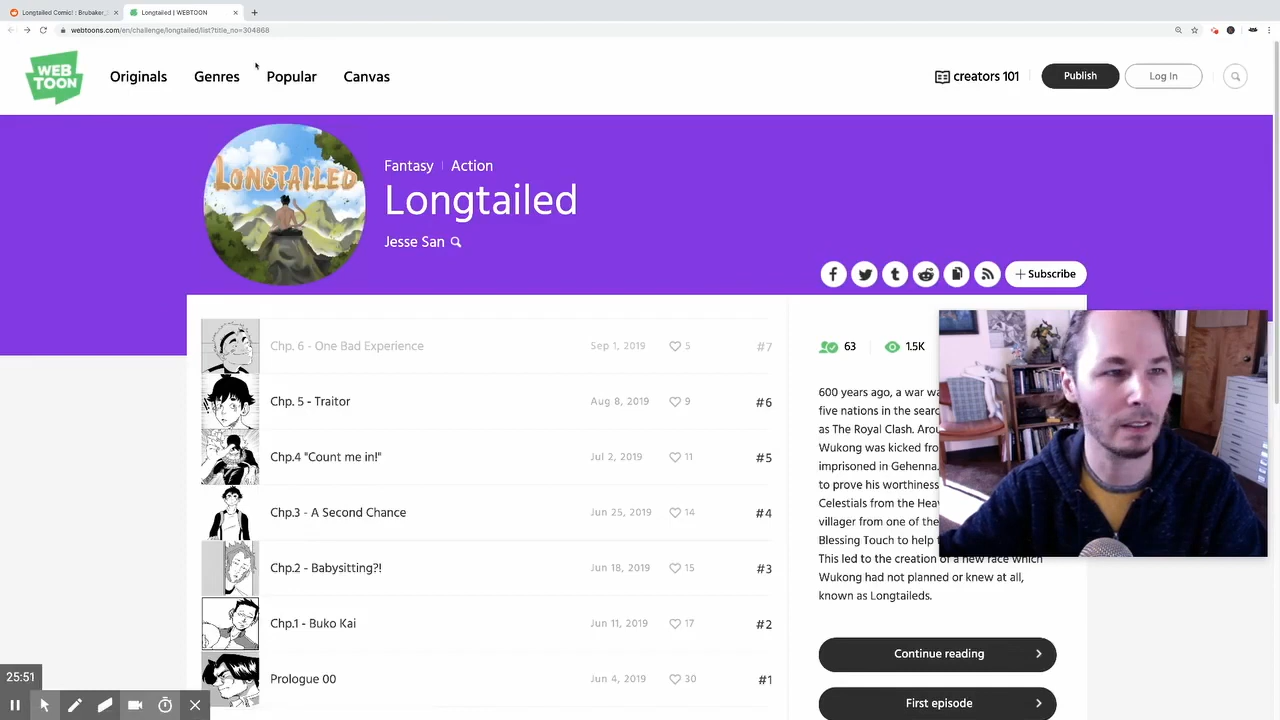 Longtailed Comic! : Brubaker_
Longtailed | WEBTOON
webtoons.com/en/challenge/longtailed/list?title_no=304868
WEB
TOON
Originals
Genres
Popular
Canvas
creators 101
Publish
Log In
LONGTAILED
Fantasy
Action
Longtailed
Jesse San
Subscribe
Chp. 6 - One Bad Experience
Sep 1, 2019
5
#7
Chp. 5 - Traitor
Aug 8, 2019
9
#6
Chp.4 "Count me in!"
Jul 2, 2019
11
#5
Chp.3 - A Second Chance
Jun 25, 2019
14
#4
Chp.2 - Babysitting?!
Jun 18, 2019
15
#3
Chp.1 - Buko Kai
Jun 11, 2019
17
#2
Prologue 00
Jun 4, 2019
30
#1
63
1.5K
600 years ago, a war wa
five nations in the searc
as The Royal Clash. Arou
Wukong was kicked fro
imprisoned in Gehenna.
to prove his worthiness
Celestials from the Hea
villager from one of the
Blessing Touch to help
This led to the creation of a new race which
Wukong had not planned or knew at all,
known as Longtaileds.
Continue reading
First episode
25:51